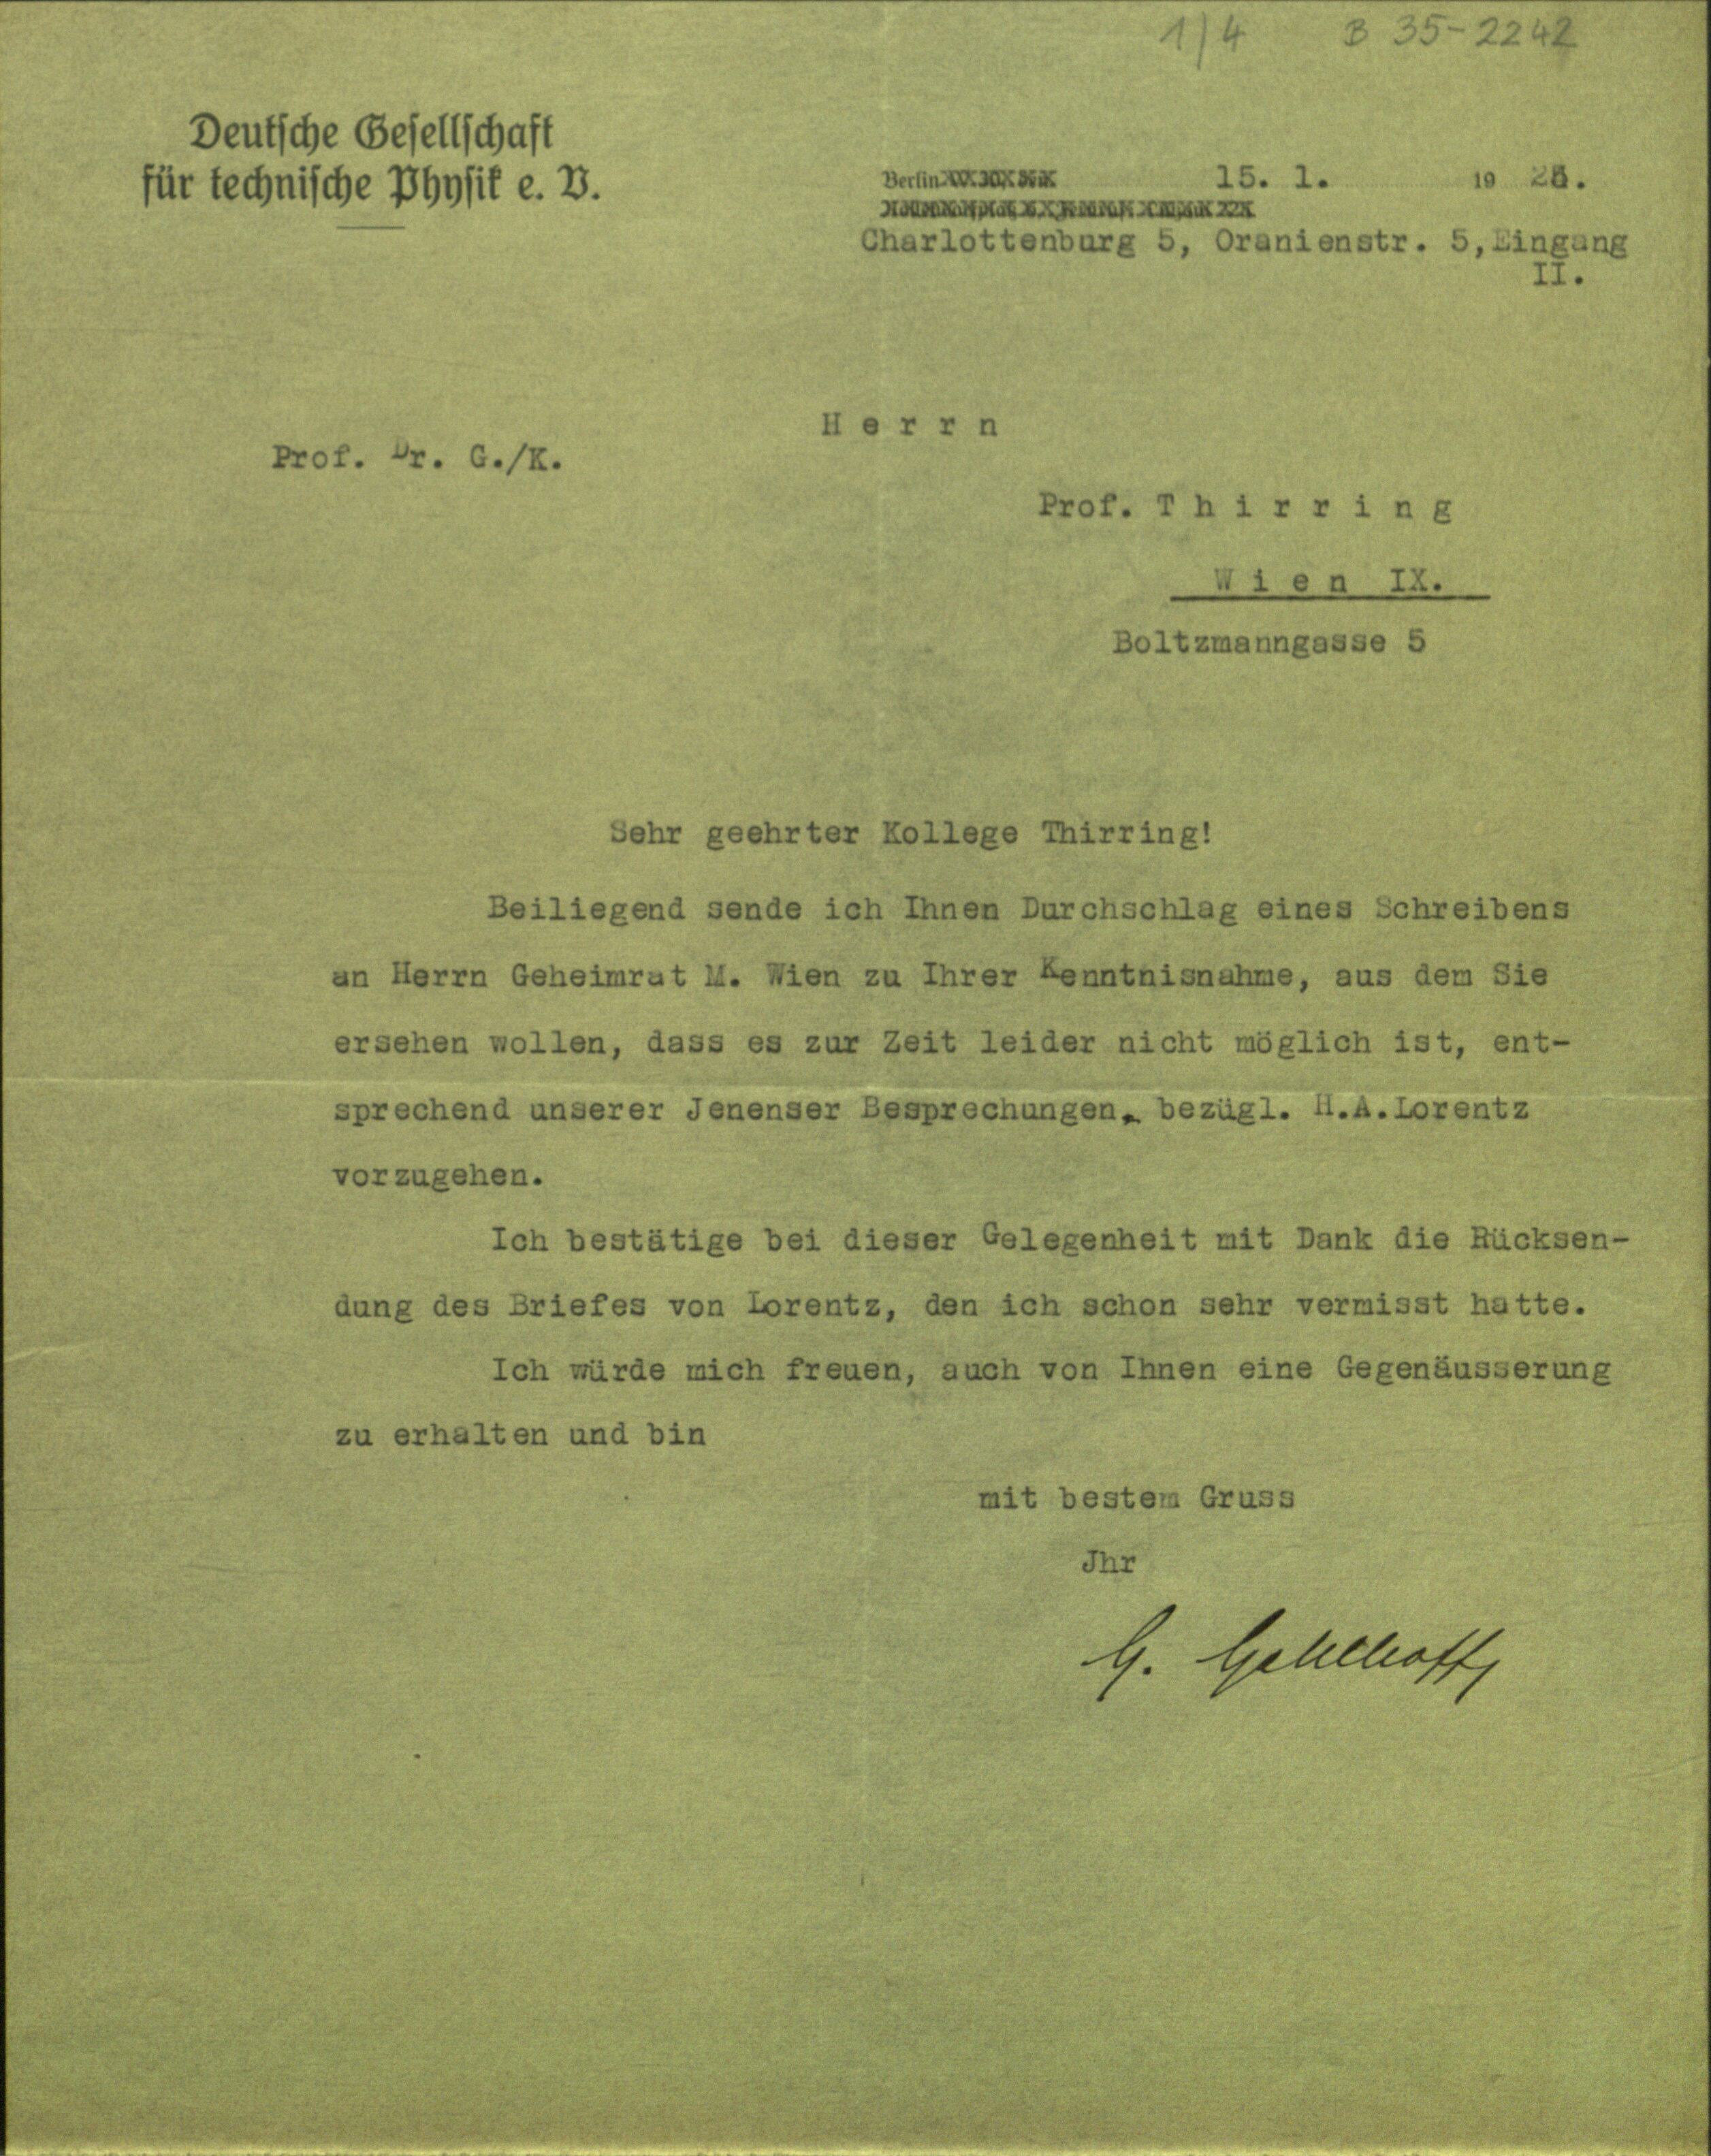 1/4 B 35-2242
Deutsche Gesellschaft
für technische Physik e. V.
Berlin 15. 1. 19
Charlottenburg 5, Oranienstr. 5, Eingang
II.
Herrn
Prof. Dr. G./K.
Prof. Thirring
Wien IX.
Boltzmanngasse 5
Sehr geehrter Kollege Thirring!
Beiliegend sende ich Ihnen Durchschlag eines Schreibens
an Herrn Geheimrat M. Wien zu Ihrer Kenntnisnahme, aus dem Sie
ersehen wollen, dass es zur Zeit leider nicht möglich ist, ent-
sprechend unserer Jenenser Besprechungen, bezügl. H.A.Lorentz
vorzugehen.
Ich bestätige bei dieser Gelegenheit mit Dank die Rücksen-
dung des Briefes von Lorentz, den ich schon sehr vermisst hatte.
Ich würde mich freuen, auch von Ihnen eine Gegenäusserung
zu erhalten und bin
mit bestem Gruss
Jhr
G. Gehlhoff